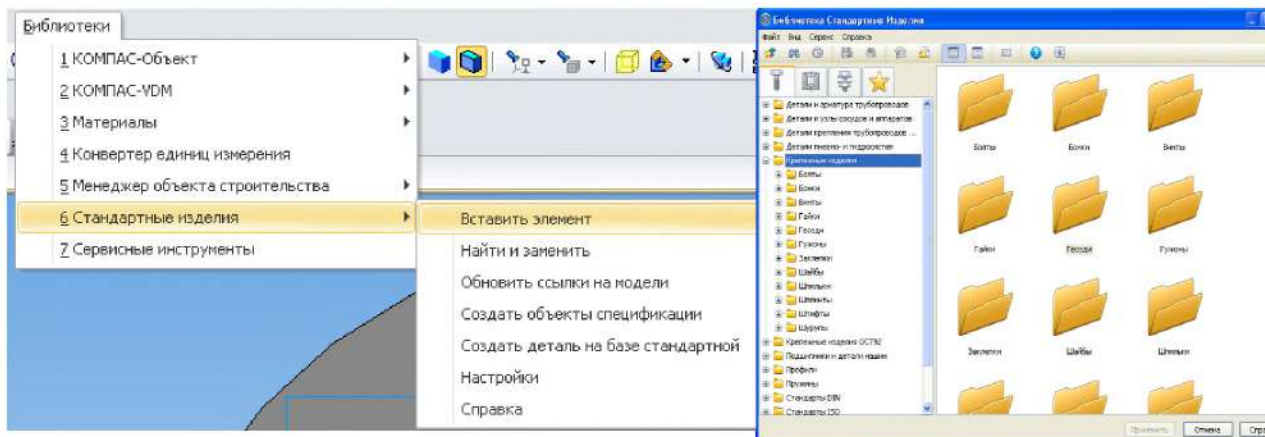 Библиотеки
1 КОМПАС-Объект
2 КОМПАС-VDM
3 Материалы
4 Конвертер единиц измерения
5 Менеджер объекта строительства
6 Стандартные изделия
7 Сервисные инструменты
Вставить элемент
Найти и заменить
Обновить ссылки на модели
Создать объекты спецификации
Создать деталь на базе стандартной
Настройки
Справка
Библиотека Стандартные Изделия
Файл Вид Сервис Справка
Детали и арматура трубопроводов
Детали и узлы сосудов и аппаратов
Детали крепления трубопроводов ...
Детали пневмо- и гидросистем
Крепежные изделия
Болты
Бонки
Винты
Гайки
Гвозди
Гужоны
Заклепки
Шайбы
Шпильки
Шплинты
Штифты
Шурупы
Крепежные изделия ОСТ92
Подшипники и детали машин
Профили
Пружины
Стандарты DIN
Стандарты ISO
Болты Бонки Винты
Гайки Гвозди Гужоны
Заклепки Шайбы Шпильки
Применить Отмена Спра